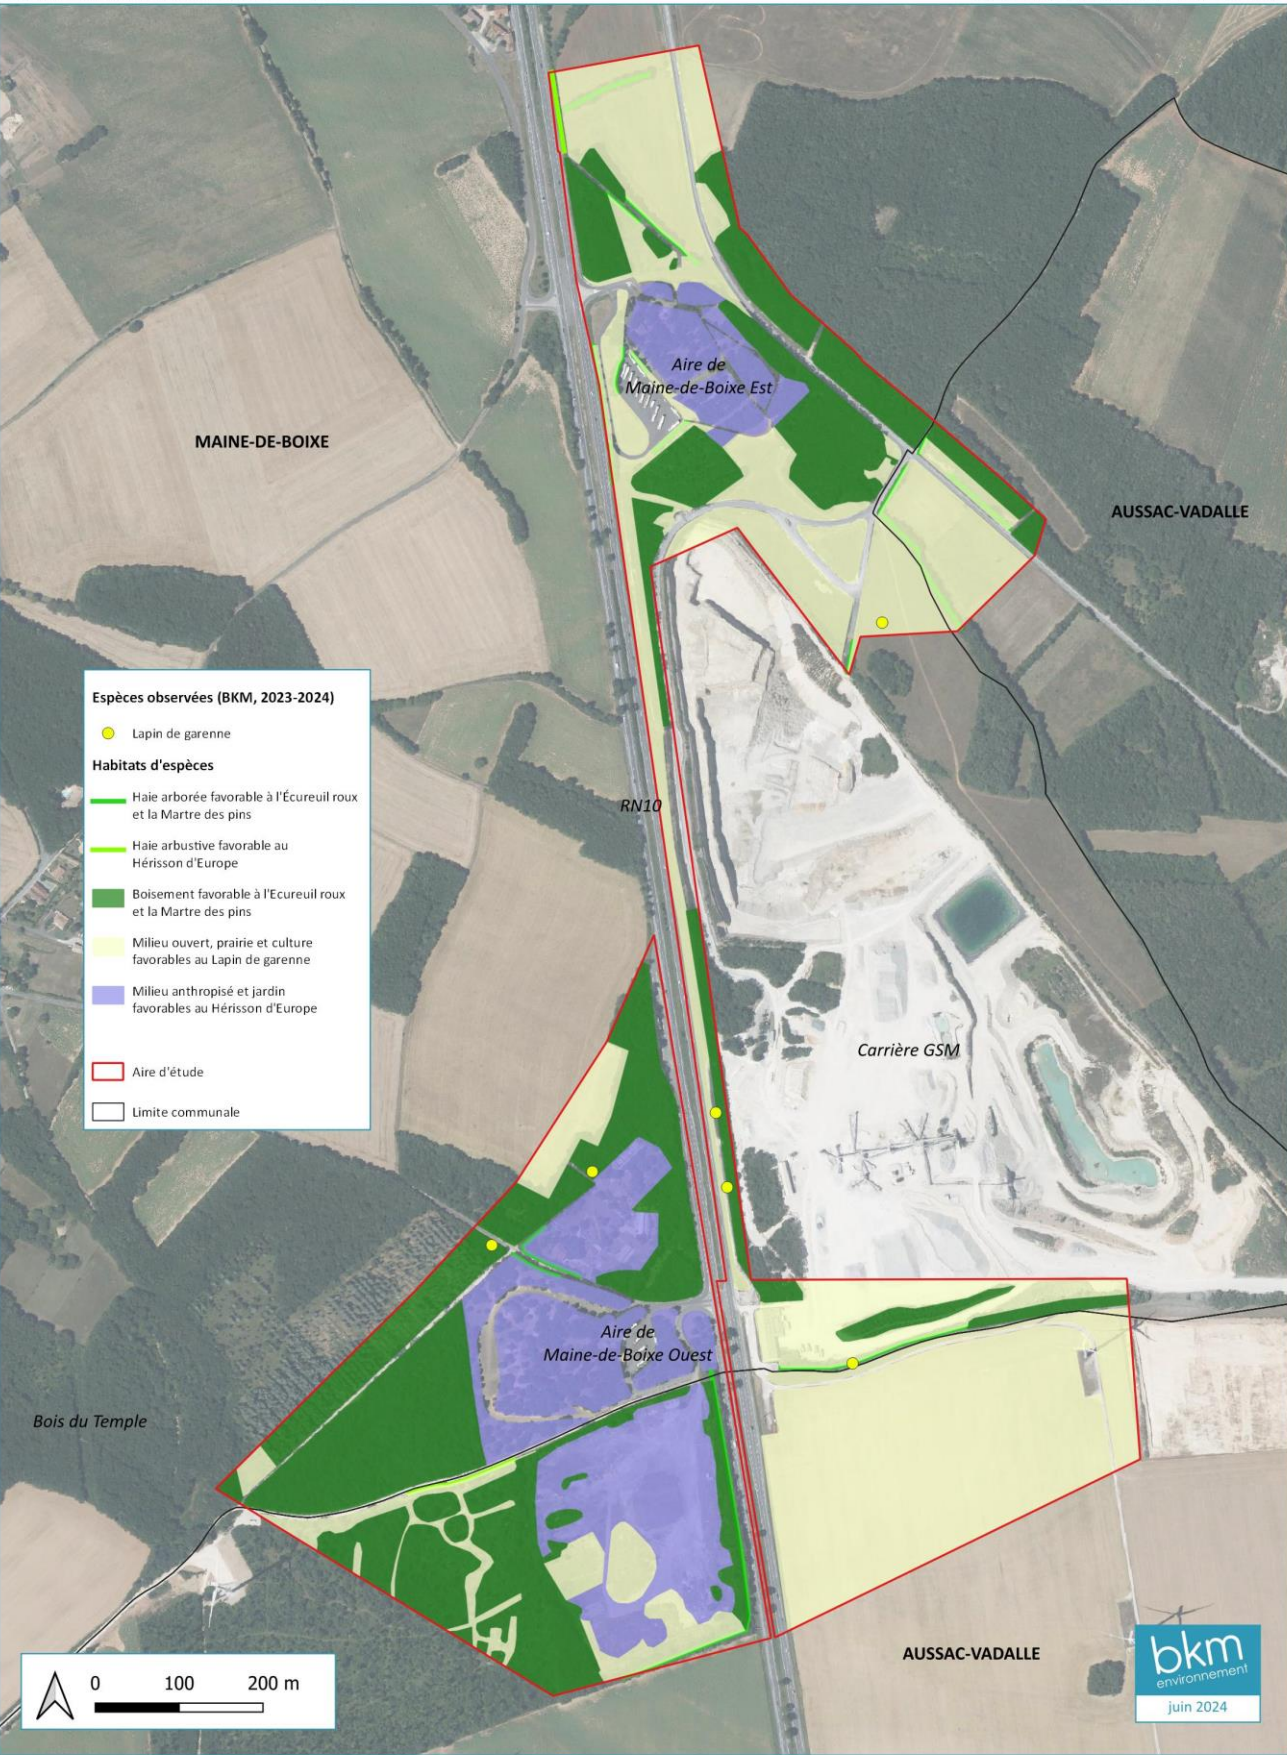 Aire de
Maine-de-Boixe Est
MAINE-DE-BOIXE
AUSSAC-VADALLE
Espèces observées (BKM, 2023-2024)
Lapin de garenne
Habitats d'espèces
Haie arborée favorable à l'Écureuil roux
et la Martre des pins
Haie arbustive favorable au
Hérisson d'Europe
Boisement favorable à l'Ecureuil roux
et la Martre des pins
Milieu ouvert, prairie et culture
favorables au Lapin de garenne
Milieu anthropisé et jardin
favorables au Hérisson d'Europe
Aire d'étude
Limite communale
RN10
Carrière GSM
Aire de
Maine-de-Boixe Ouest
Bois du Temple
AUSSAC-VADALLE
0 100 200 m
bkm
environnement
juin 2024